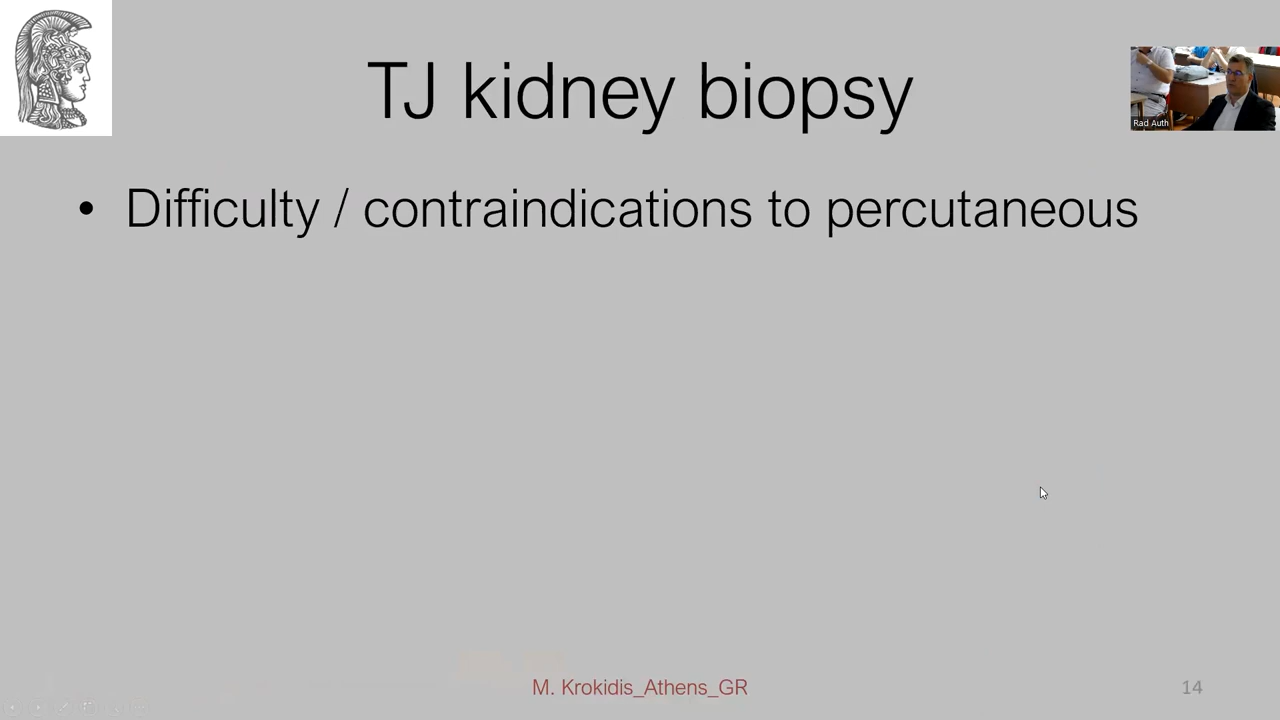 TJ kidney biopsy
Rad Auth
• Difficulty / contraindications to percutaneous
M. Krokidis_Athens_GR
14